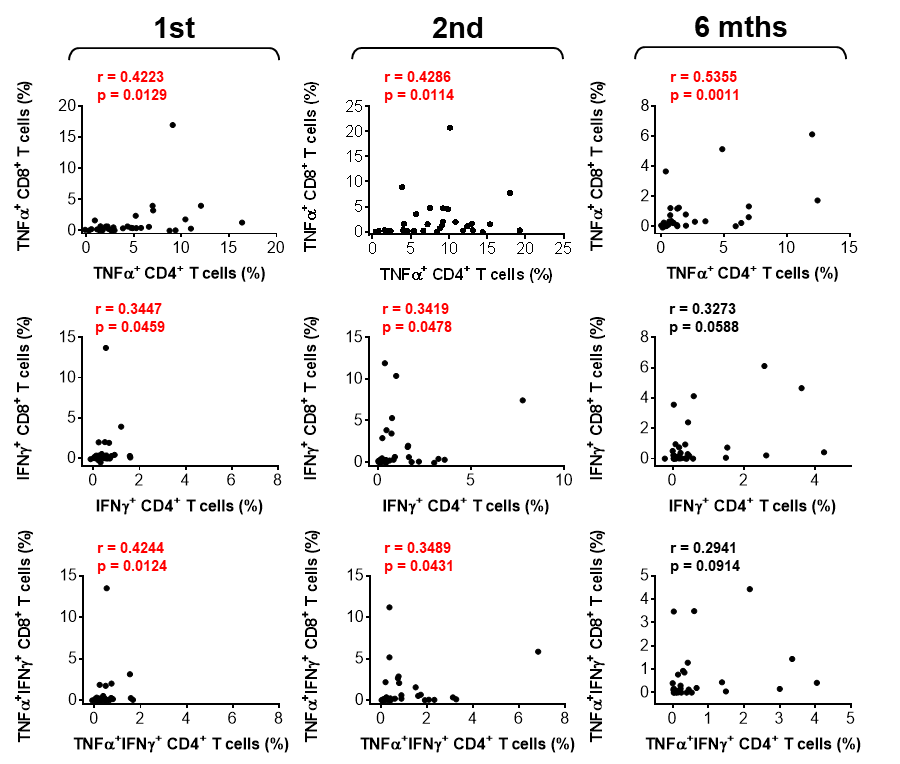 1st
2nd
6 mths
r = 0.4223
p = 0.0129
20
15
10
5
0
0 5 10 15 20
TNFα⁺ CD8⁺ T cells (%)
TNFα⁺ CD4⁺ T cells (%)
r = 0.4286
p = 0.0114
25
20
15
10
5
0
0 5 10 15 20 25
TNFα⁺ CD8⁺ T cells (%)
TNFα⁺ CD4⁺ T cells (%)
r = 0.5355
p = 0.0011
8
6
4
2
0
0 5 10 15
TNFα⁺ CD8⁺ T cells (%)
TNFα⁺ CD4⁺ T cells (%)
r = 0.3447
p = 0.0459
15
10
5
0
0 2 4 6 8
IFNγ⁺ CD8⁺ T cells (%)
IFNγ⁺ CD4⁺ T cells (%)
r = 0.3419
p = 0.0478
15
10
5
0
0 5 10
IFNγ⁺ CD8⁺ T cells (%)
IFNγ⁺ CD4⁺ T cells (%)
r = 0.3273
p = 0.0588
8
6
4
2
0
0 2 4
IFNγ⁺ CD8⁺ T cells (%)
IFNγ⁺ CD4⁺ T cells (%)
r = 0.4244
p = 0.0124
15
10
5
0
0 2 4 6 8
TNFα⁺IFNγ⁺ CD8⁺ T cells (%)
TNFα⁺IFNγ⁺ CD4⁺ T cells (%)
r = 0.3489
p = 0.0431
15
10
5
0
0 2 4 6 8
TNFα⁺IFNγ⁺ CD8⁺ T cells (%)
TNFα⁺IFNγ⁺ CD4⁺ T cells (%)
r = 0.2941
p = 0.0914
5
4
3
2
1
0
0 1 2 3 4 5
TNFα⁺IFNγ⁺ CD8⁺ T cells (%)
TNFα⁺IFNγ⁺ CD4⁺ T cells (%)